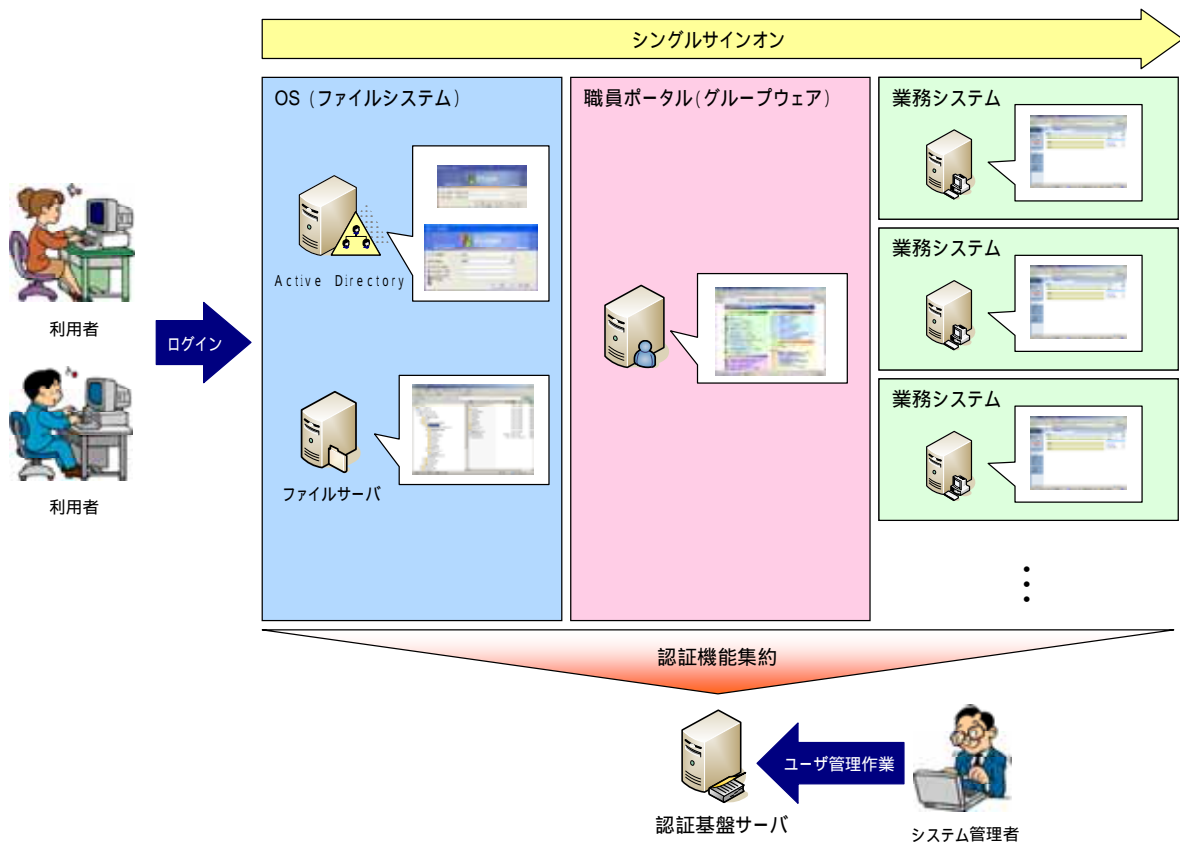 シングルサインオン
OS (ファイルシステム)
職員ポータル(グループウェア)
業務システム
Active Directory
利用者
ログイン
業務システム
利用者
ファイルサーバ
業務システム
認証機能集約
ユーザ管理作業
認証基盤サーバ
システム管理者